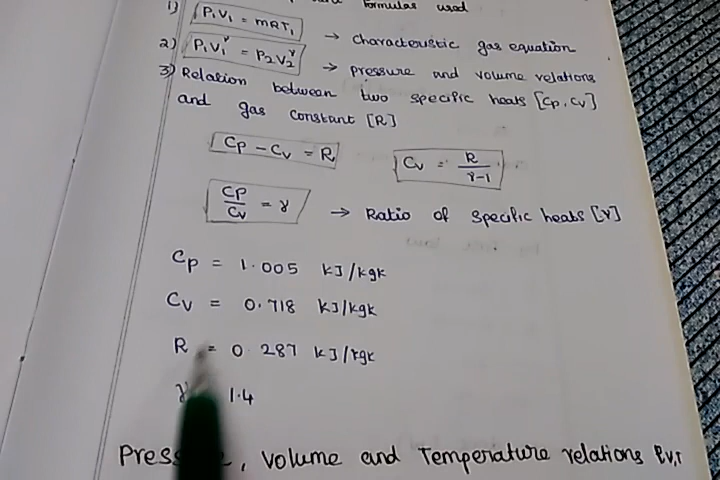 formulas used
1) P₁V₁ = mRT₁ → characteristic gas equation
2) P₁V₁^γ = P₂V₂^γ → pressure and volume relations
3) Relation between two specific heats [Cp, Cv]
and gas constant [R]
Cp - Cv = R    Cv = R/γ-1
Cp/Cv = γ → Ratio of specific heats [γ]
Cp = 1.005 kJ/kgk
Cv = 0.718 kJ/kgk
R = 0.287 kJ/kgk
γ 1.4
Pressure, volume and Temperature relations P,V,T